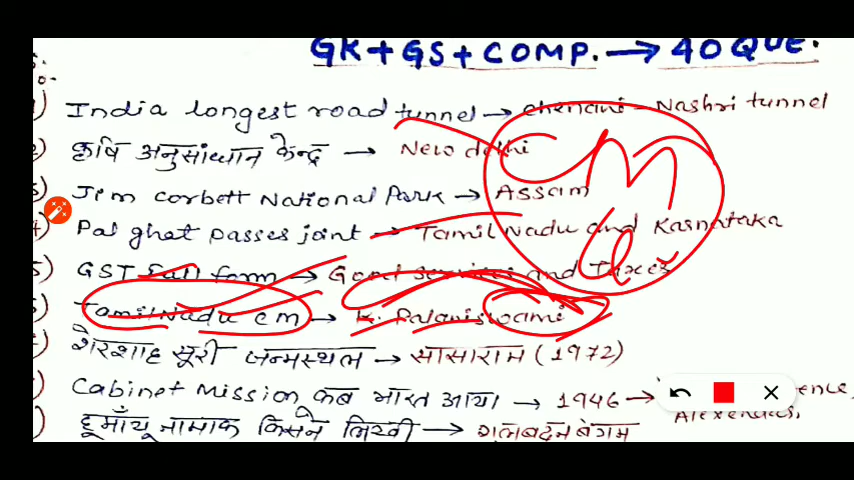 GK+GS+COMP. → 40 QUE.
India longest road tunnel → chenani - Nashri tunnel
कृषि अनुसांधान केन्द्र → New delhi
Jim corbett National Park → Assam
4) Pal ghat passes joint → Tamil Nadu and Karnataka
GST full form → Good services and Taxes
Tamil Nadu CM → K. Palaniswami
शेरशाह सूरी जन्मस्थल → सासाराम (1972)
Cabinet Mission कब भारत आया → 1946 →
हूमाँयू नामाक किसने लिखी → गुलबदन बेगम
CM